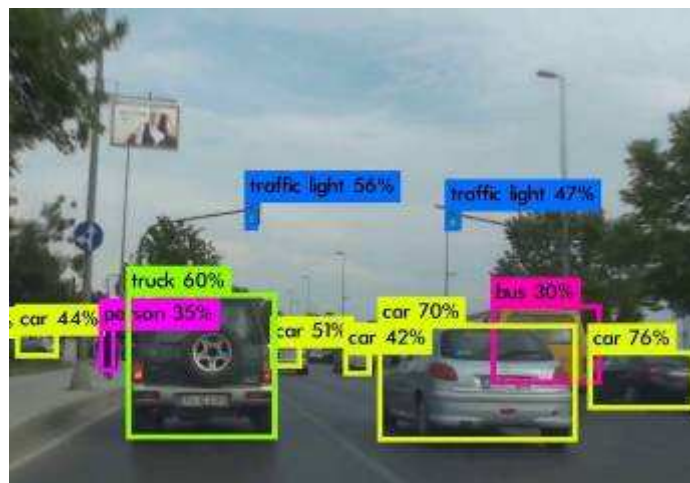 traffic light 56%
traffic light 47%
truck 60%
bus 30%
% car 44%
person 35%
car 70%
car 51%
car 42%
car 76%